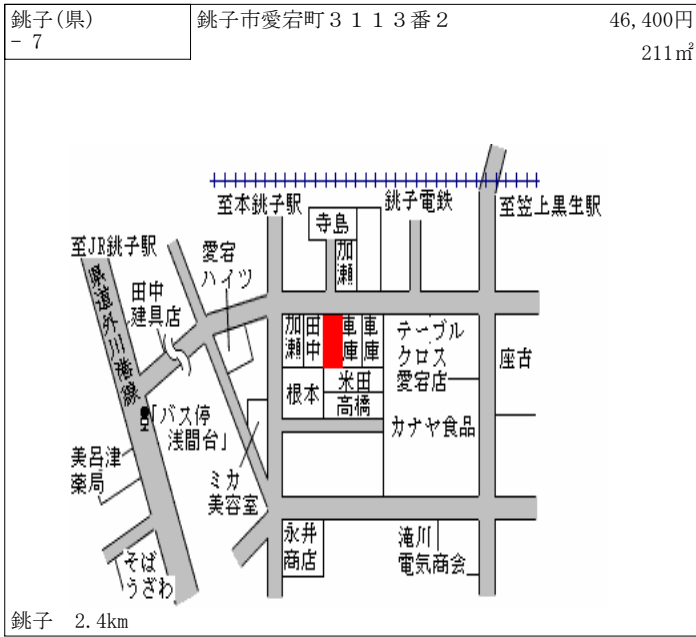 銚子(県)
- 7
銚子市愛宕町３１１３番２
46,400円
211㎡
至本銚子駅
銚子電鉄
至笠上黒生駅
寺島
加瀬
至JR銚子駅
愛宕
ハイツ
県道外川港線
田中
建具店
加瀬
田中
車庫
車庫
テーブル
クロス
愛宕店
座古
根本
米田
高橋
カナヤ食品
「バス停
浅間台」
美呂津
薬局
ミカ
美容室
永井
商店
滝川
電気商会
そば
うざわ
銚子 2.4km